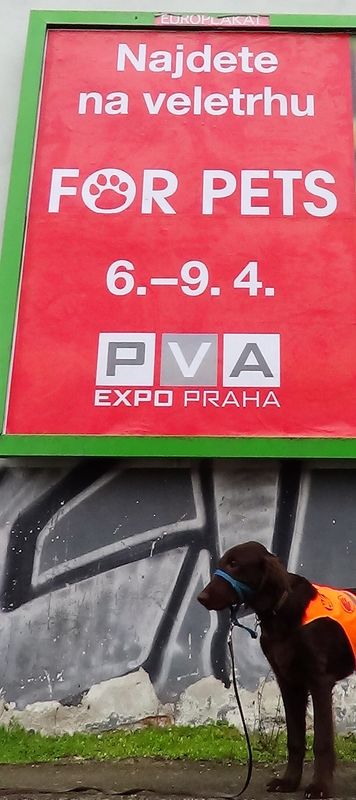 EUROPLAKAT
Najdete
na veletrhu
FOR PETS
6.–9. 4.
PVA
EXPO PRAHA